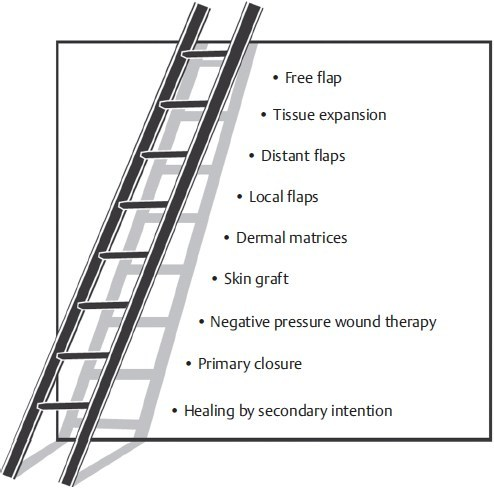 • Free flap
• Tissue expansion
• Distant flaps
• Local flaps
• Dermal matrices
• Skin graft
• Negative pressure wound therapy
• Primary closure
• Healing by secondary intention